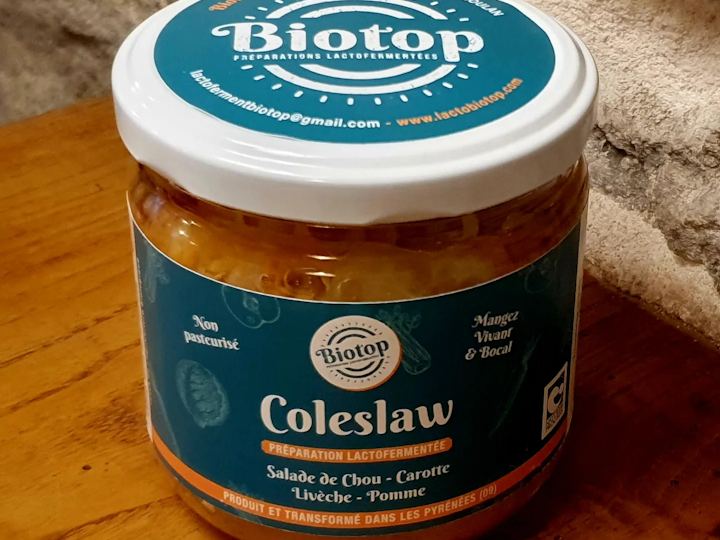 Biotop
PRÉPARATIONS LACTOFERMENTÉES
lactofermentbiotop@gmail.com - www.lactobiotop.com
Non
pasteurisé
Mangez
Vivant
& Bocal
Biotop
Coleslaw
PRÉPARATION LACTOFERMENTÉE
Salade de Chou - Carotte
Livèche - Pomme
PRODUIT ET TRANSFORMÉ DANS LES PYRÉNÉES (09)